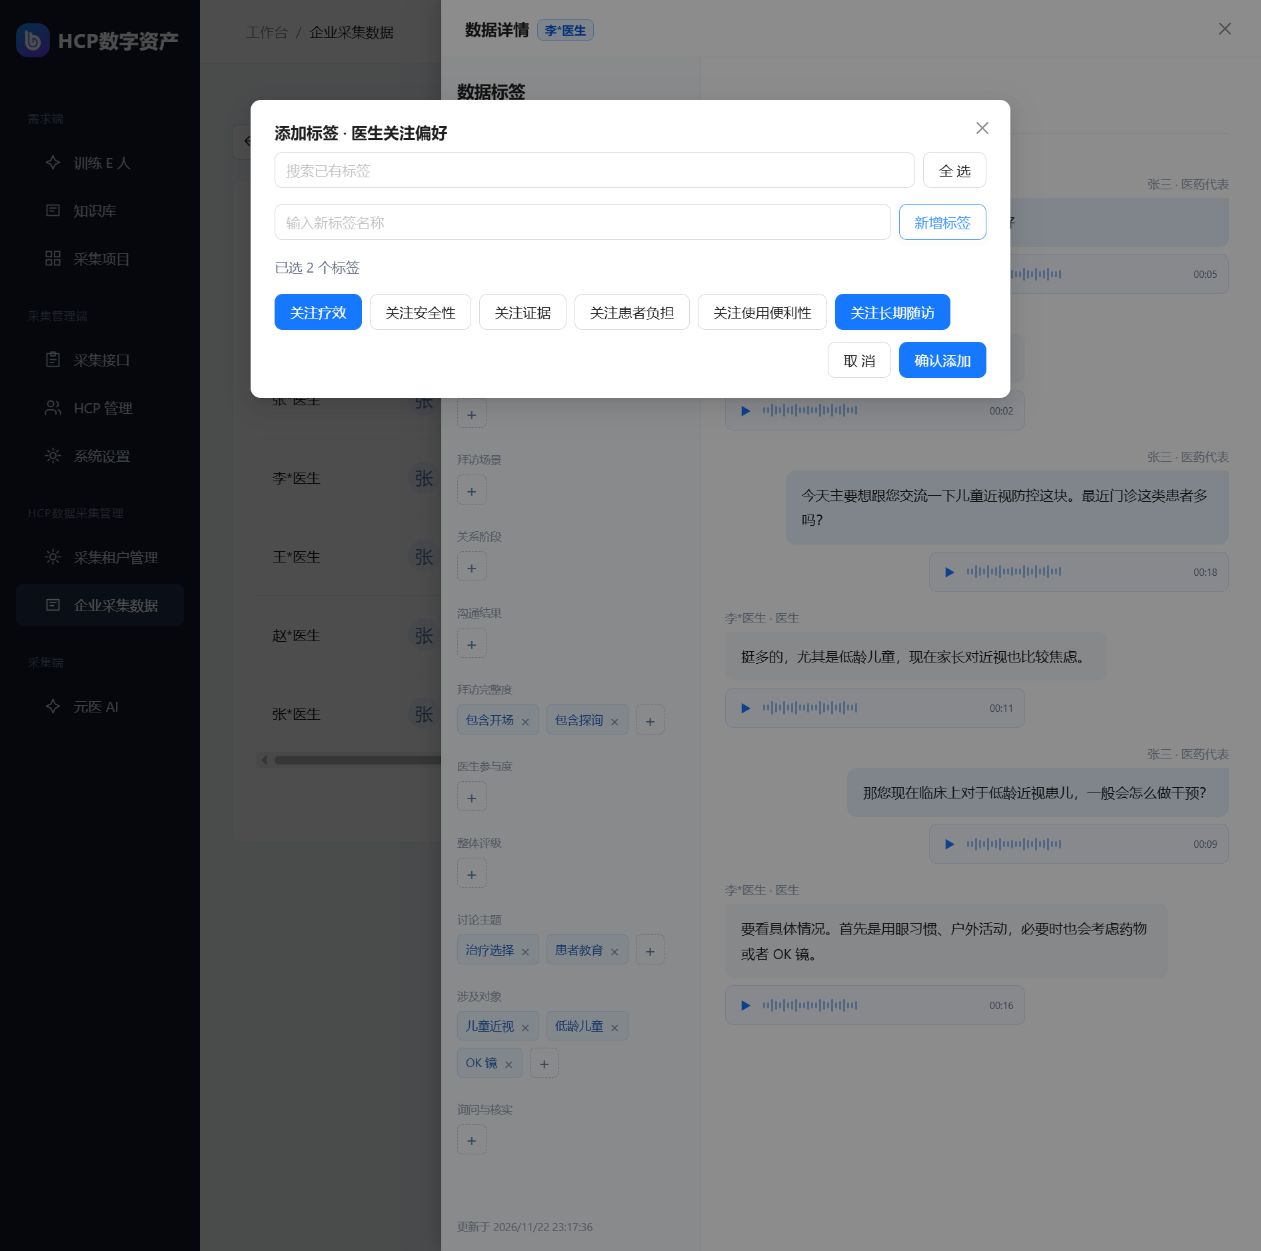 HCP数字资产
需求端
训练 E 人
知识库
采集项目
采集管理端
采集接口
HCP 管理
系统设置
HCP数据采集管理
采集租户管理
企业采集数据
采集端
元医 AI
工作台 / 企业采集数据
张*医生
张
李*医生
张
王*医生
张
赵*医生
张
张*医生
张
数据详情 李*医生
数据标签
添加标签 · 医生关注偏好
搜索已有标签
全 选
输入新标签名称
新增标签
已选 2 个标签
关注疗效 关注安全性 关注证据 关注患者负担 关注使用便利性 关注长期随访
取 消 确认添加
+
拜访场景
+
关系阶段
+
沟通结果
+
拜访完整度
包含开场 × 包含探询 × +
医生参与度
+
整体评级
+
讨论主题
治疗选择 × 患者教育 × +
涉及对象
儿童近视 × 低龄儿童 ×
OK 镜 × +
询问与核实
+
更新于 2026/11/22 23:17:36
张三 · 医药代表
好
00:05
00:02
张三 · 医药代表
今天主要想跟您交流一下儿童近视防控这块。最近门诊这类患者多
吗？
00:18
李*医生 · 医生
挺多的，尤其是低龄儿童，现在家长对近视也比较焦虑。
00:11
张三 · 医药代表
那您现在临床上对于低龄近视患儿，一般会怎么做干预？
00:09
李*医生 · 医生
要看具体情况。首先是用眼习惯、户外活动，必要时也会考虑药物
或者 OK 镜。
00:16